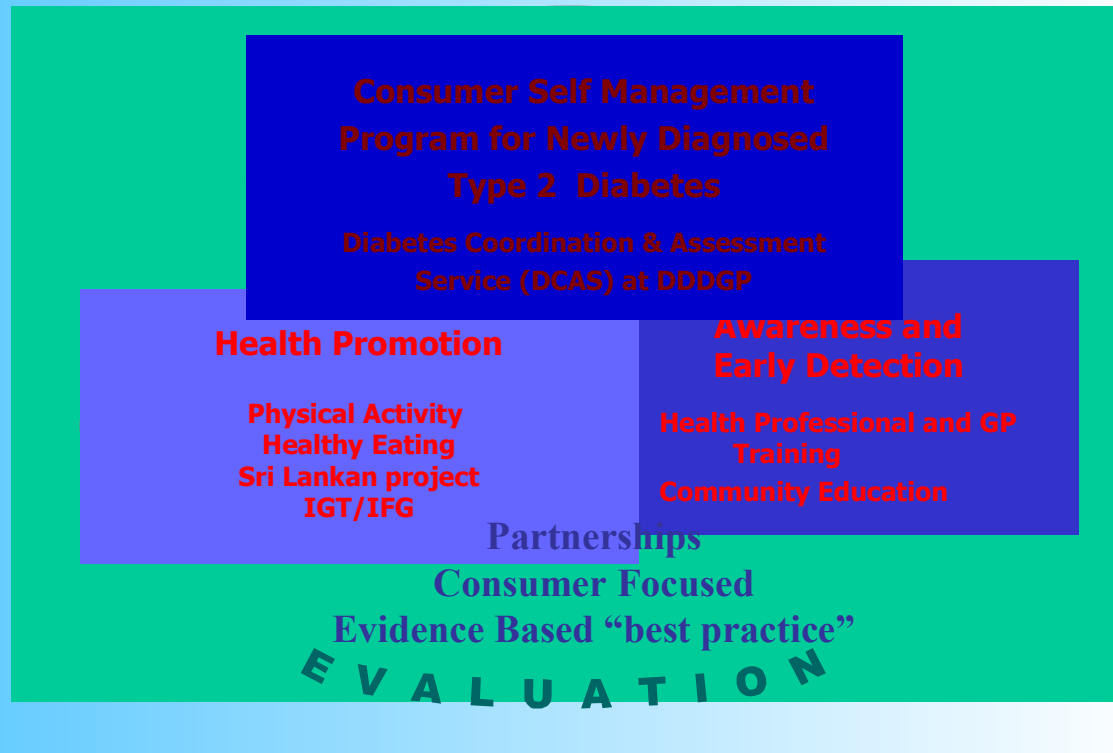 Consumer Self Management
Program for Newly Diagnosed
Type 2 Diabetes
Diabetes Coordination & Assessment
Service (DCAS) at DDDGP
Health Promotion
Physical Activity
Healthy Eating
Sri Lankan project
IGT/IFG
Awareness and
Early Detection
Health Professional and GP
Training
Community Education
Partnerships
Consumer Focused
Evidence Based “best practice”
EVALUATION